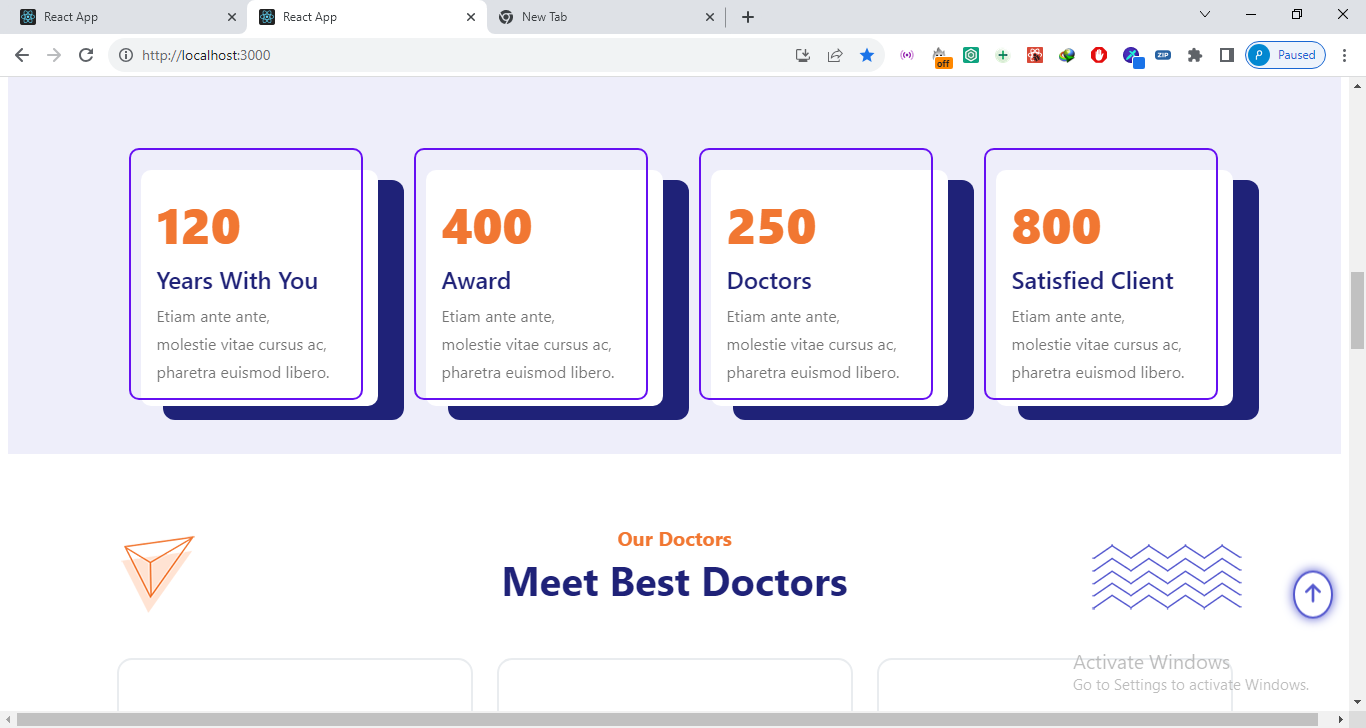 React App
React App
New Tab
http://localhost:3000
off
ZIP
P
Paused
120
400
250
800
Years With You
Award
Doctors
Satisfied Client
Etiam ante ante,
molestie vitae cursus ac,
pharetra euismod libero.
Etiam ante ante,
molestie vitae cursus ac,
pharetra euismod libero.
Etiam ante ante,
molestie vitae cursus ac,
pharetra euismod libero.
Etiam ante ante,
molestie vitae cursus ac,
pharetra euismod libero.
Our Doctors
Meet Best Doctors
Activate Windows
Go to Settings to activate Windows.